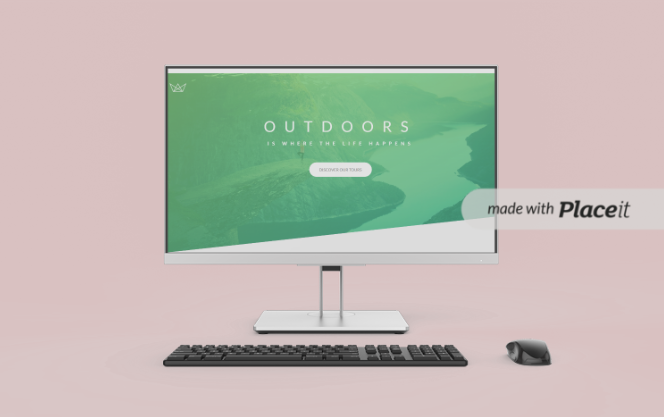 OUTDOORS
IS WHERE THE LIFE HAPPENS
DISCOVER OUR TOURS
made with Placeit